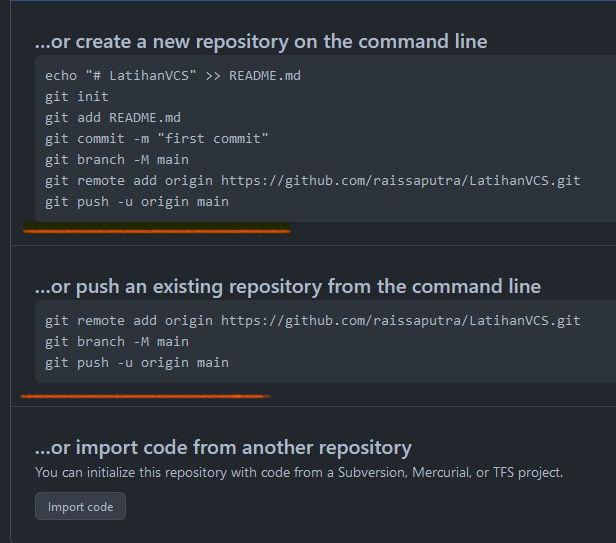 ...or create a new repository on the command line
echo "# LatihanVCS" >> README.md
git init
git add README.md
git commit -m "first commit"
git branch -M main
git remote add origin https://github.com/raissaputra/LatihanVCS.git
git push -u origin main
...or push an existing repository from the command line
git remote add origin https://github.com/raissaputra/LatihanVCS.git
git branch -M main
git push -u origin main
...or import code from another repository
You can initialize this repository with code from a Subversion, Mercurial, or TFS project.
Import code